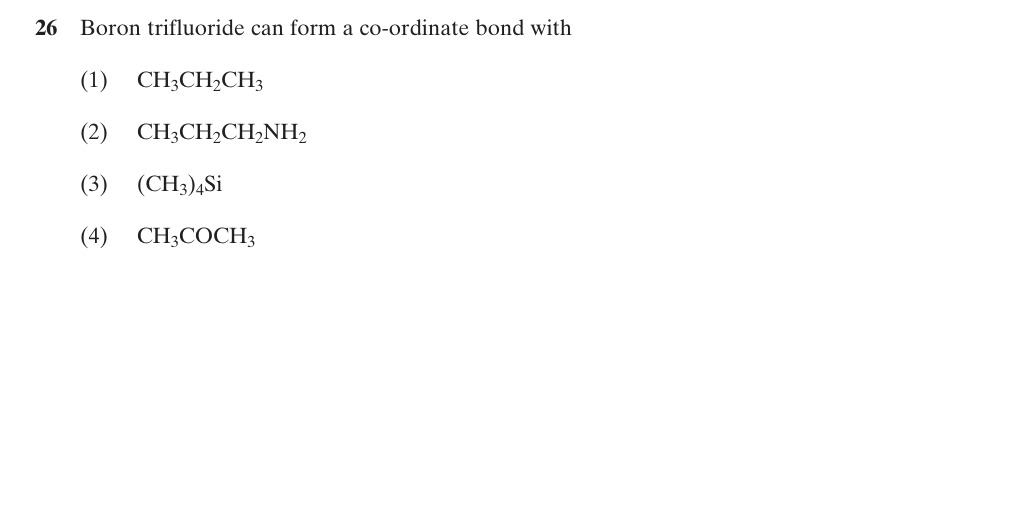 26 Boron trifluoride can form a co-ordinate bond with
(1) CH₃CH₂CH₃
(2) CH₃CH₂CH₂NH₂
(3) (CH₃)₄Si
(4) CH₃COCH₃